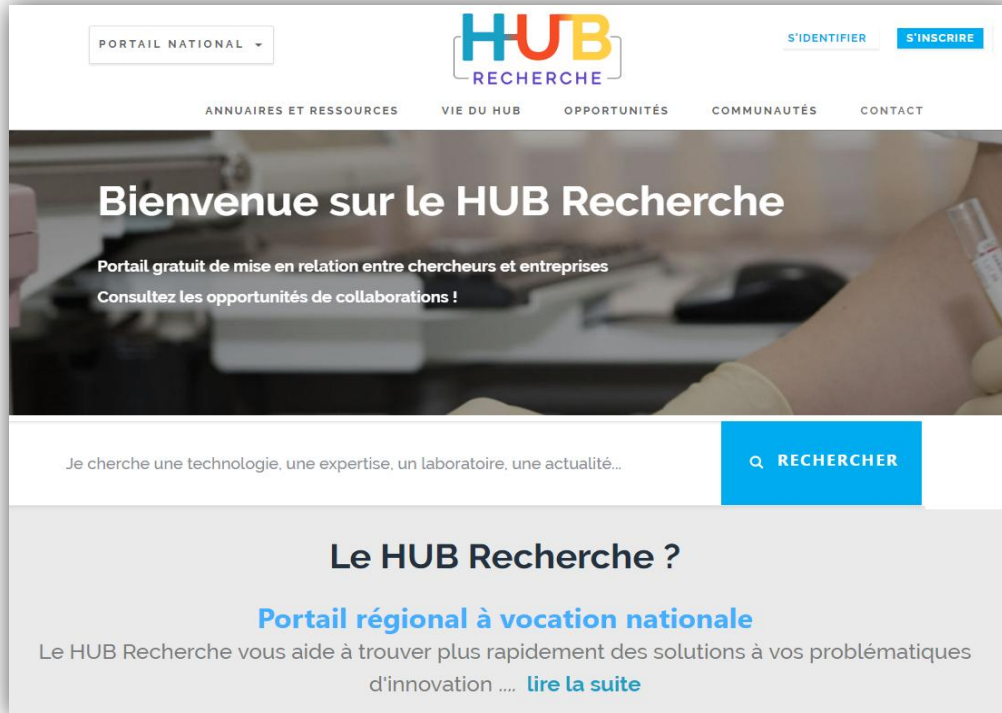 PORTAIL NATIONAL
HUB
RECHERCHE
S'IDENTIFIER
S'INSCRIRE
ANNUAIRES ET RESSOURCES
VIE DU HUB
OPPORTUNITÉS
COMMUNAUTÉS
CONTACT
Bienvenue sur le HUB Recherche
Portail gratuit de mise en relation entre chercheurs et entreprises
Consultez les opportunités de collaborations !
Je cherche une technologie, une expertise, un laboratoire, une actualité...
RECHERCHER
Le HUB Recherche ?
Portail régional à vocation nationale
Le HUB Recherche vous aide à trouver plus rapidement des solutions à vos problématiques
d'innovation .... lire la suite